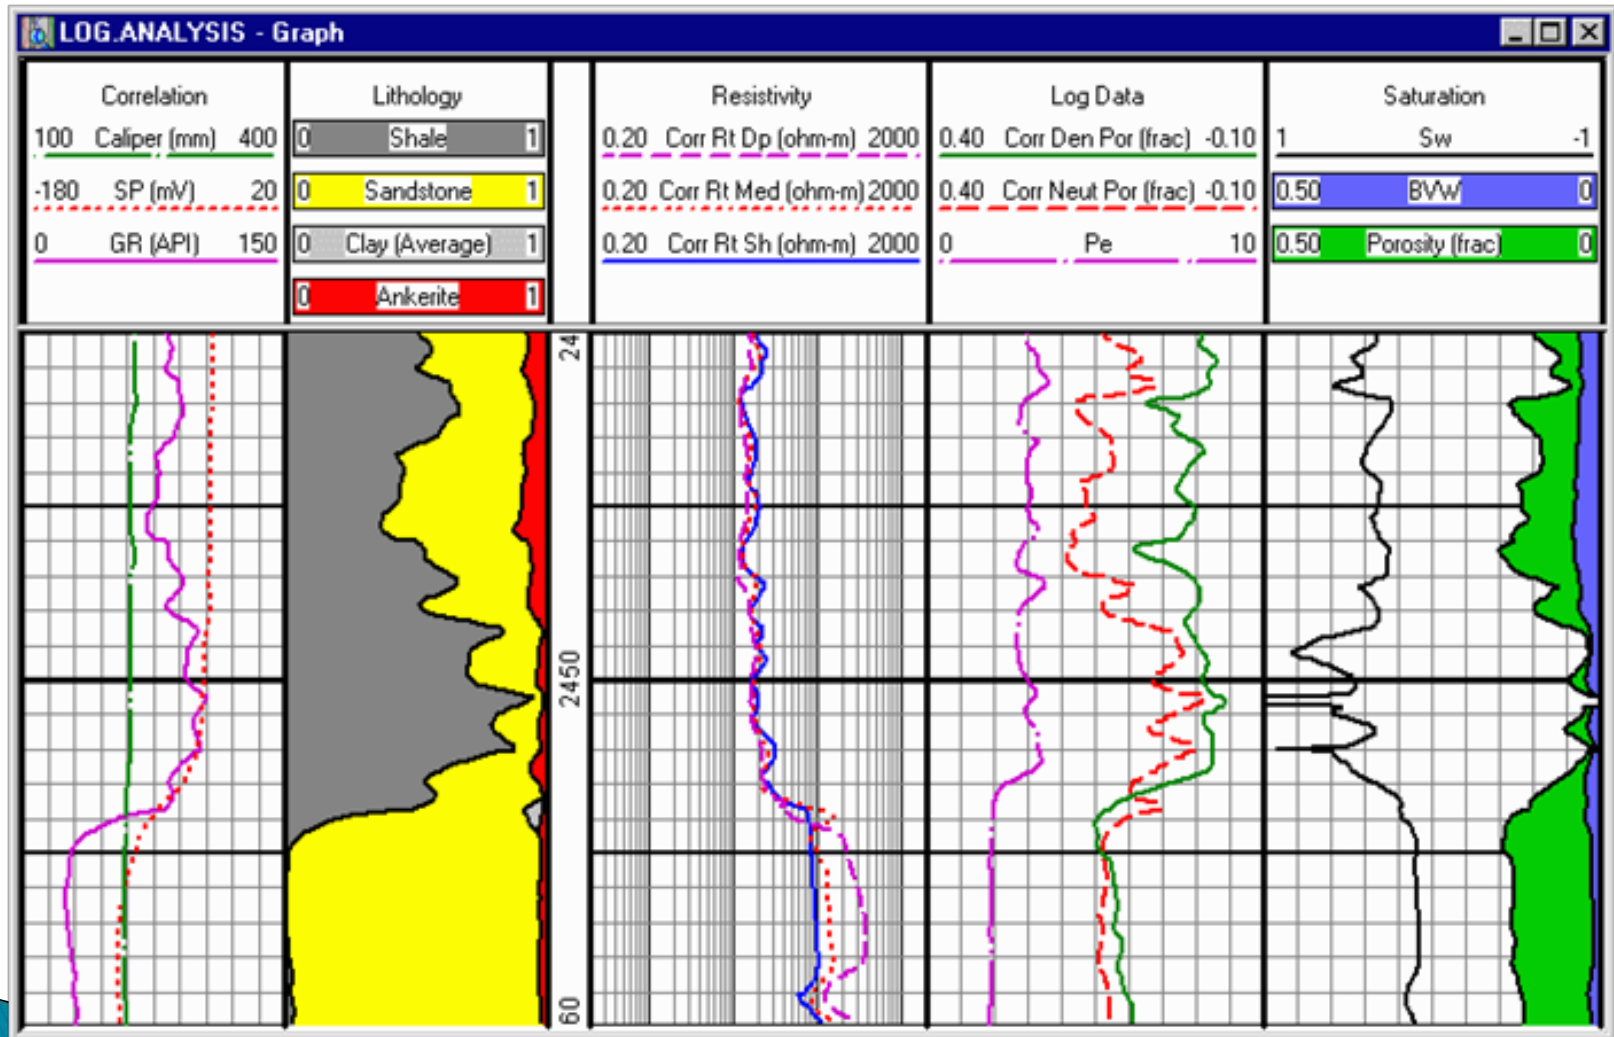 LOG.ANALYSIS - Graph
Correlation
100 Caliper (mm) 400
-180 SP (mV) 20
0 GR (API) 150
Lithology
0 Shale 1
0 Sandstone 1
0 Clay (Average) 1
0 Ankerite 1
Resistivity
0.20 Corr Rt Dp (ohm-m) 2000
0.20 Corr Rt Med (ohm-m) 2000
0.20 Corr Rt Sh (ohm-m) 2000
Log Data
0.40 Corr Den Por (frac) -0.10
0.40 Corr Neut Por (frac) -0.10
0 Pe 10
Saturation
1 Sw -1
0.50 BVW 0
0.50 Porosity (frac) 0
24
2450
60